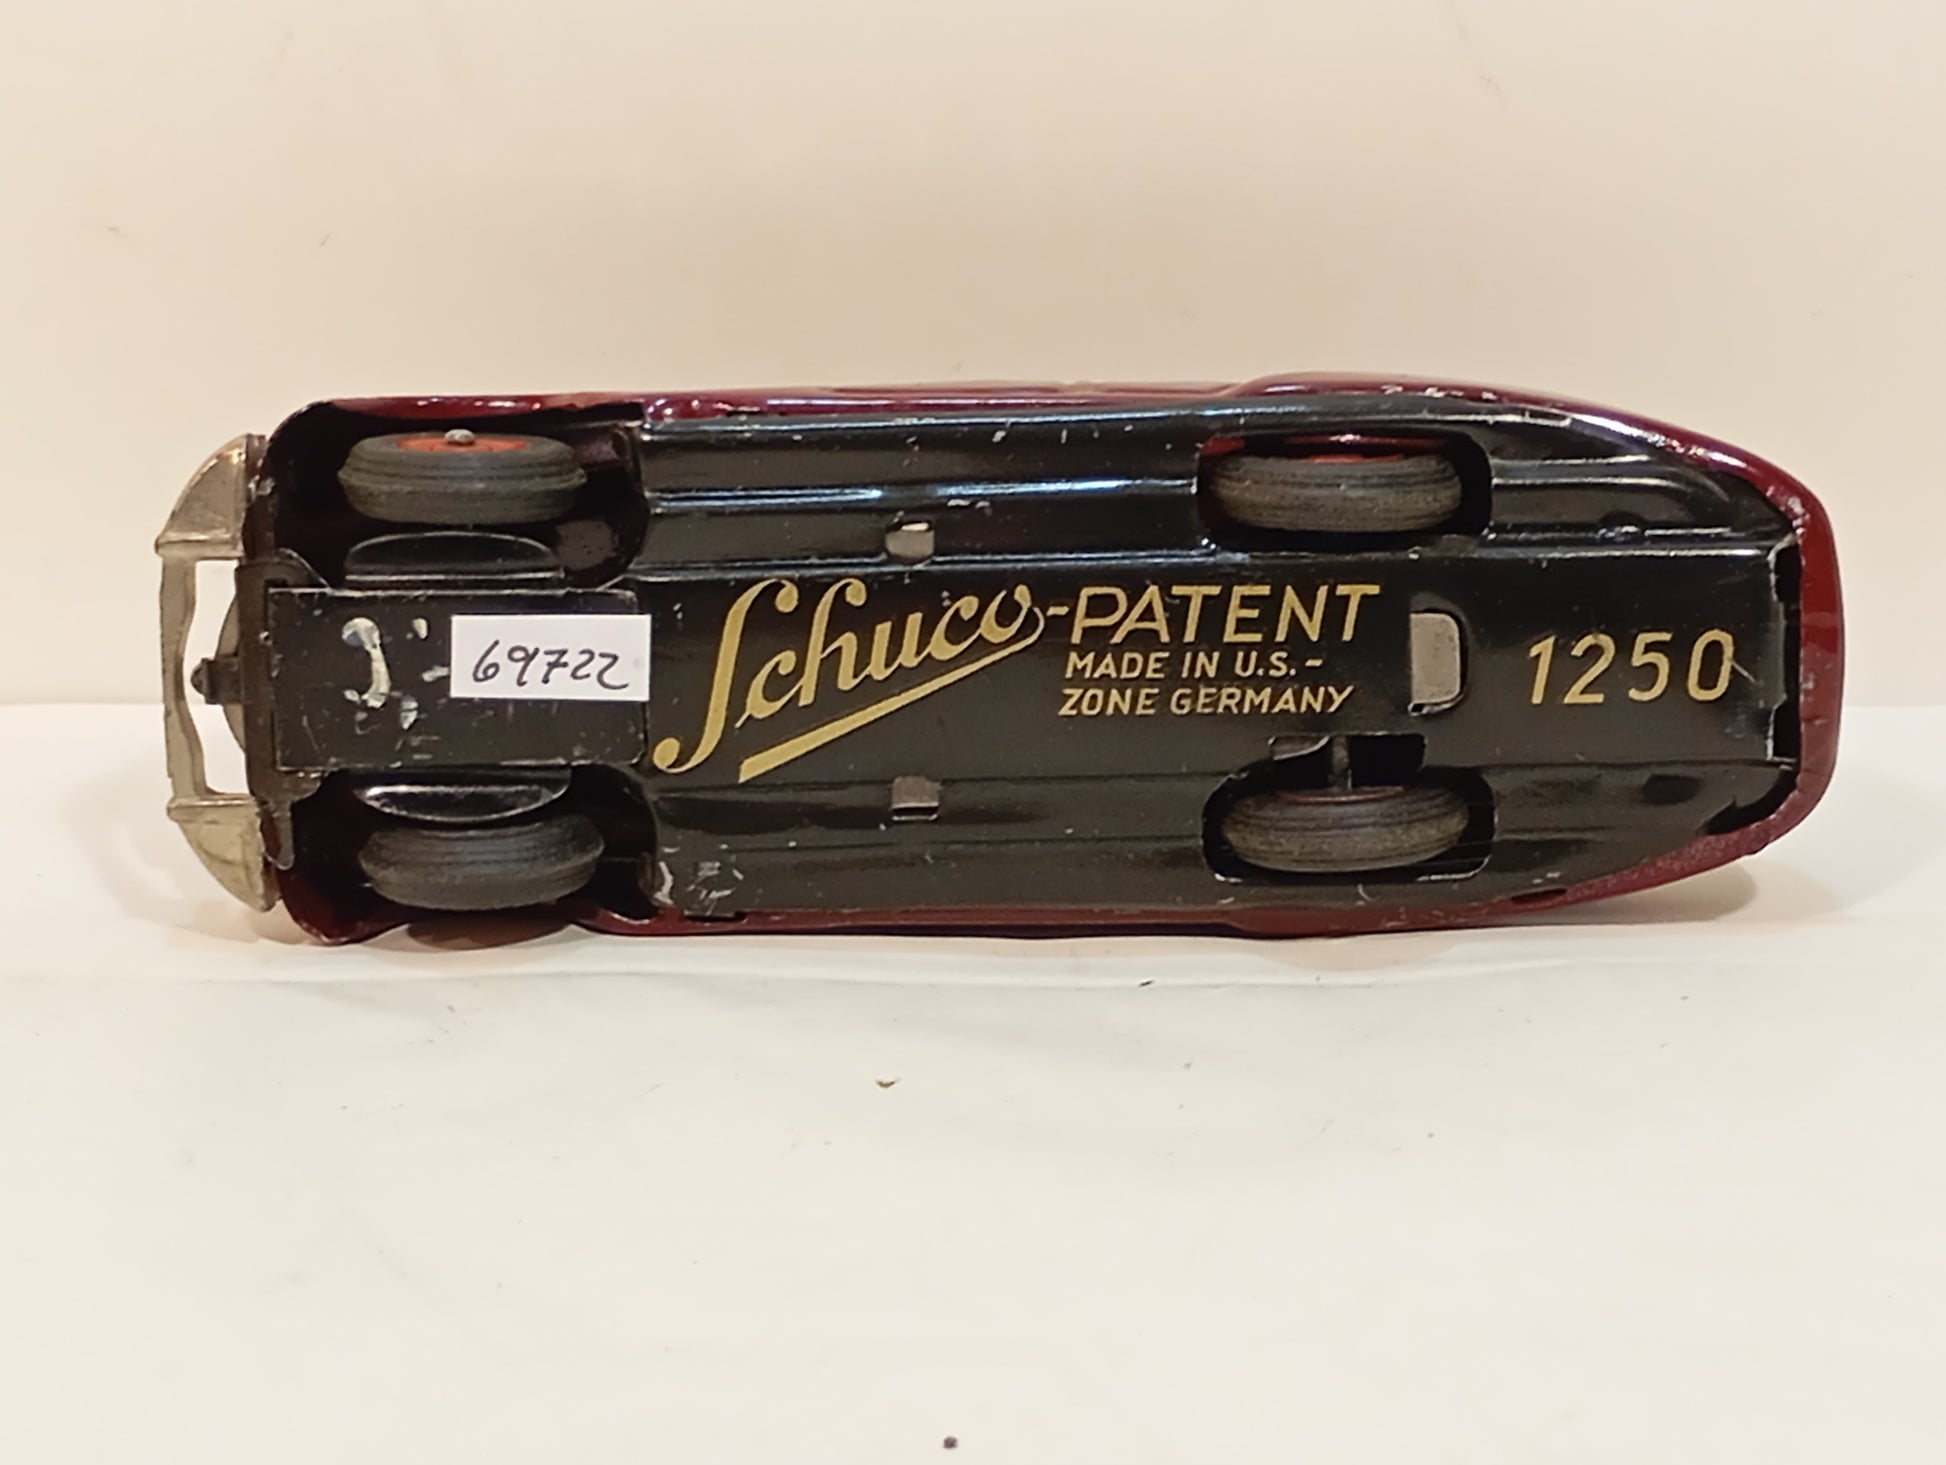 69722
Schuco-PATENT
MADE IN U.S.-
ZONE GERMANY
1250